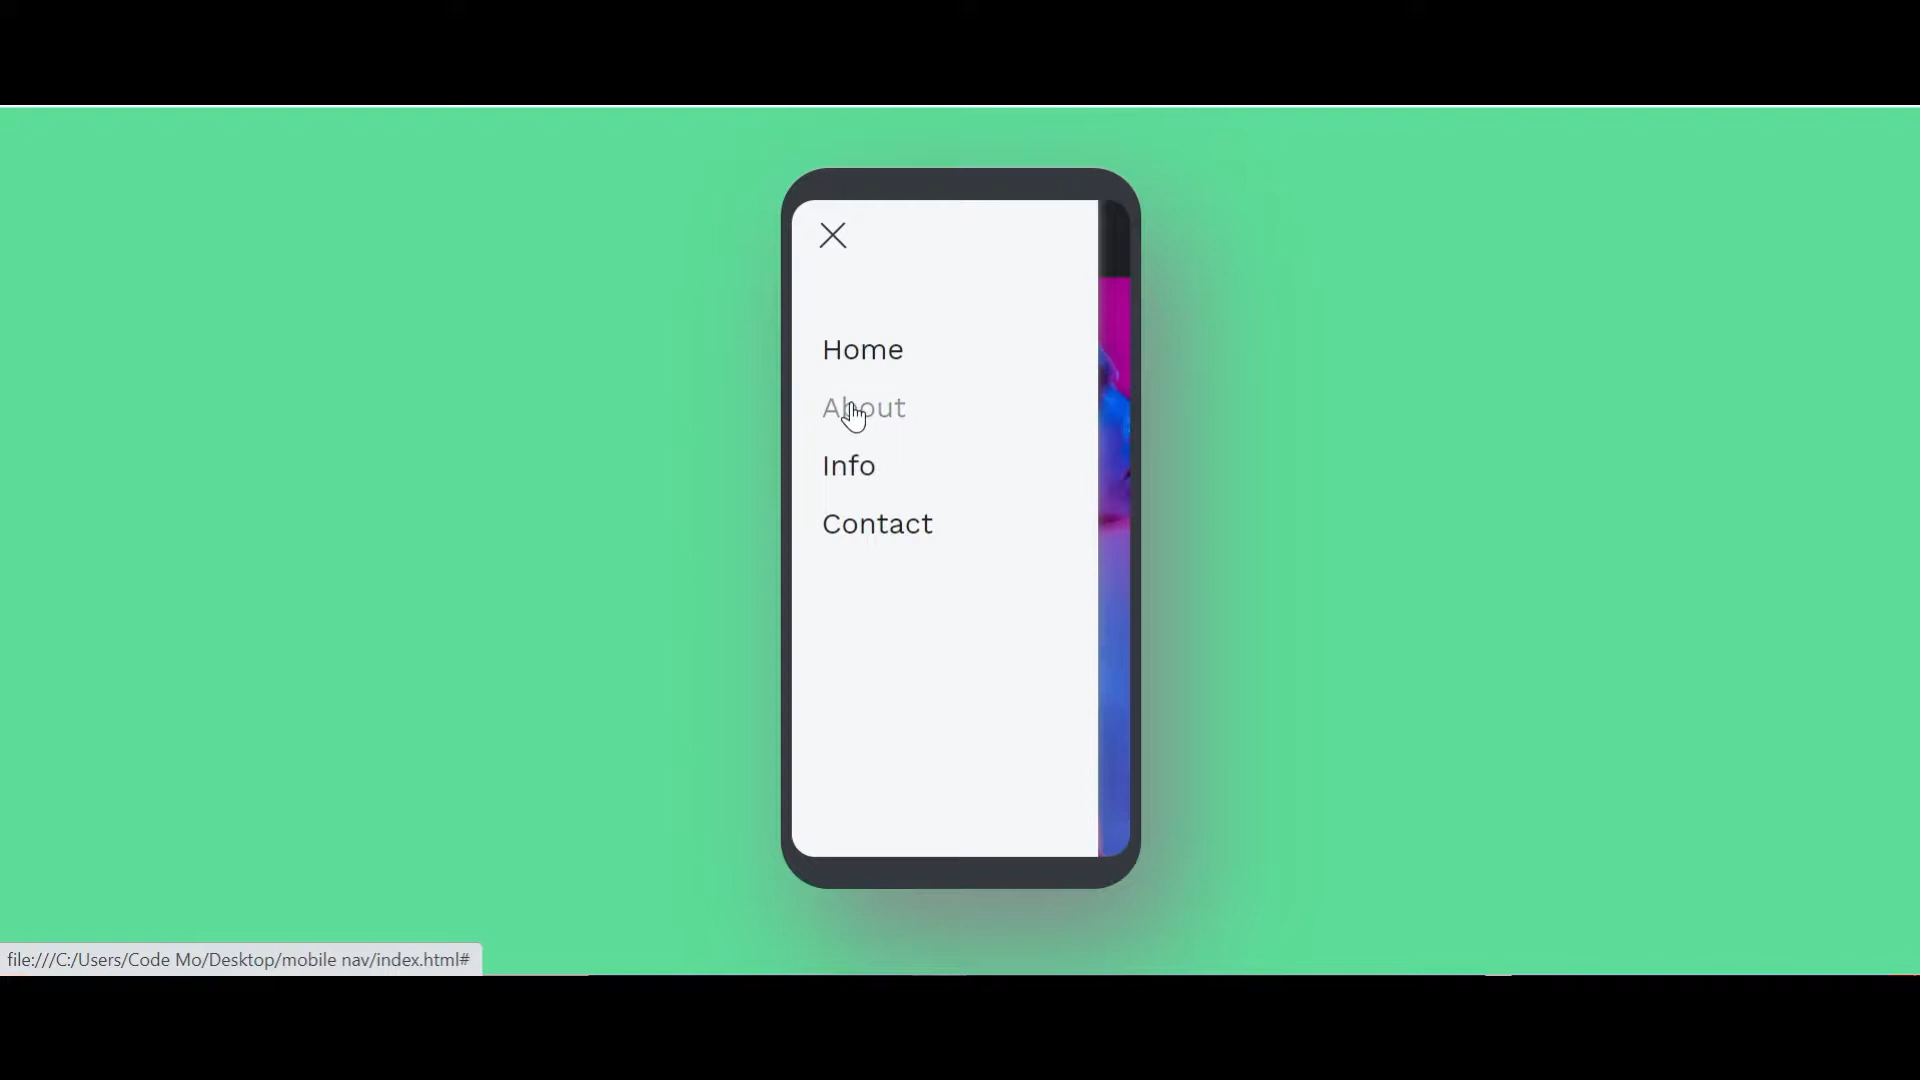 Home
About
Info
Contact
file:///C:/Users/Code Mo/Desktop/mobile nav/index.html#